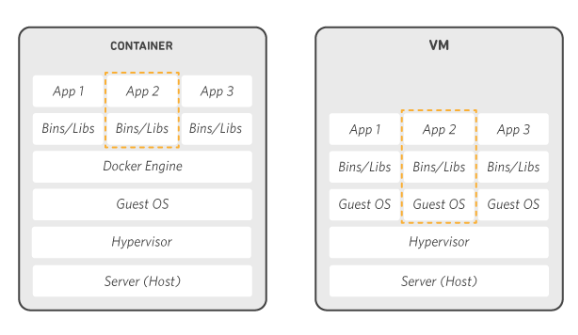 CONTAINER
App 1 App 2 App 3
Bins/Libs Bins/Libs Bins/Libs
Docker Engine
Guest OS
Hypervisor
Server (Host)
VM
App 1 App 2 App 3
Bins/Libs Bins/Libs Bins/Libs
Guest OS Guest OS Guest OS
Hypervisor
Server (Host)